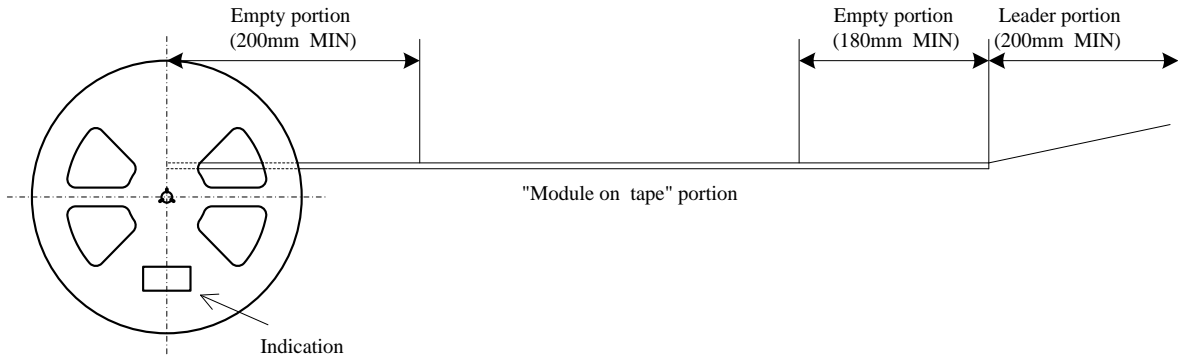 Empty portion
(200mm MIN)
Empty portion
(180mm MIN)
Leader portion
(200mm MIN)
"Module on tape" portion
Indication